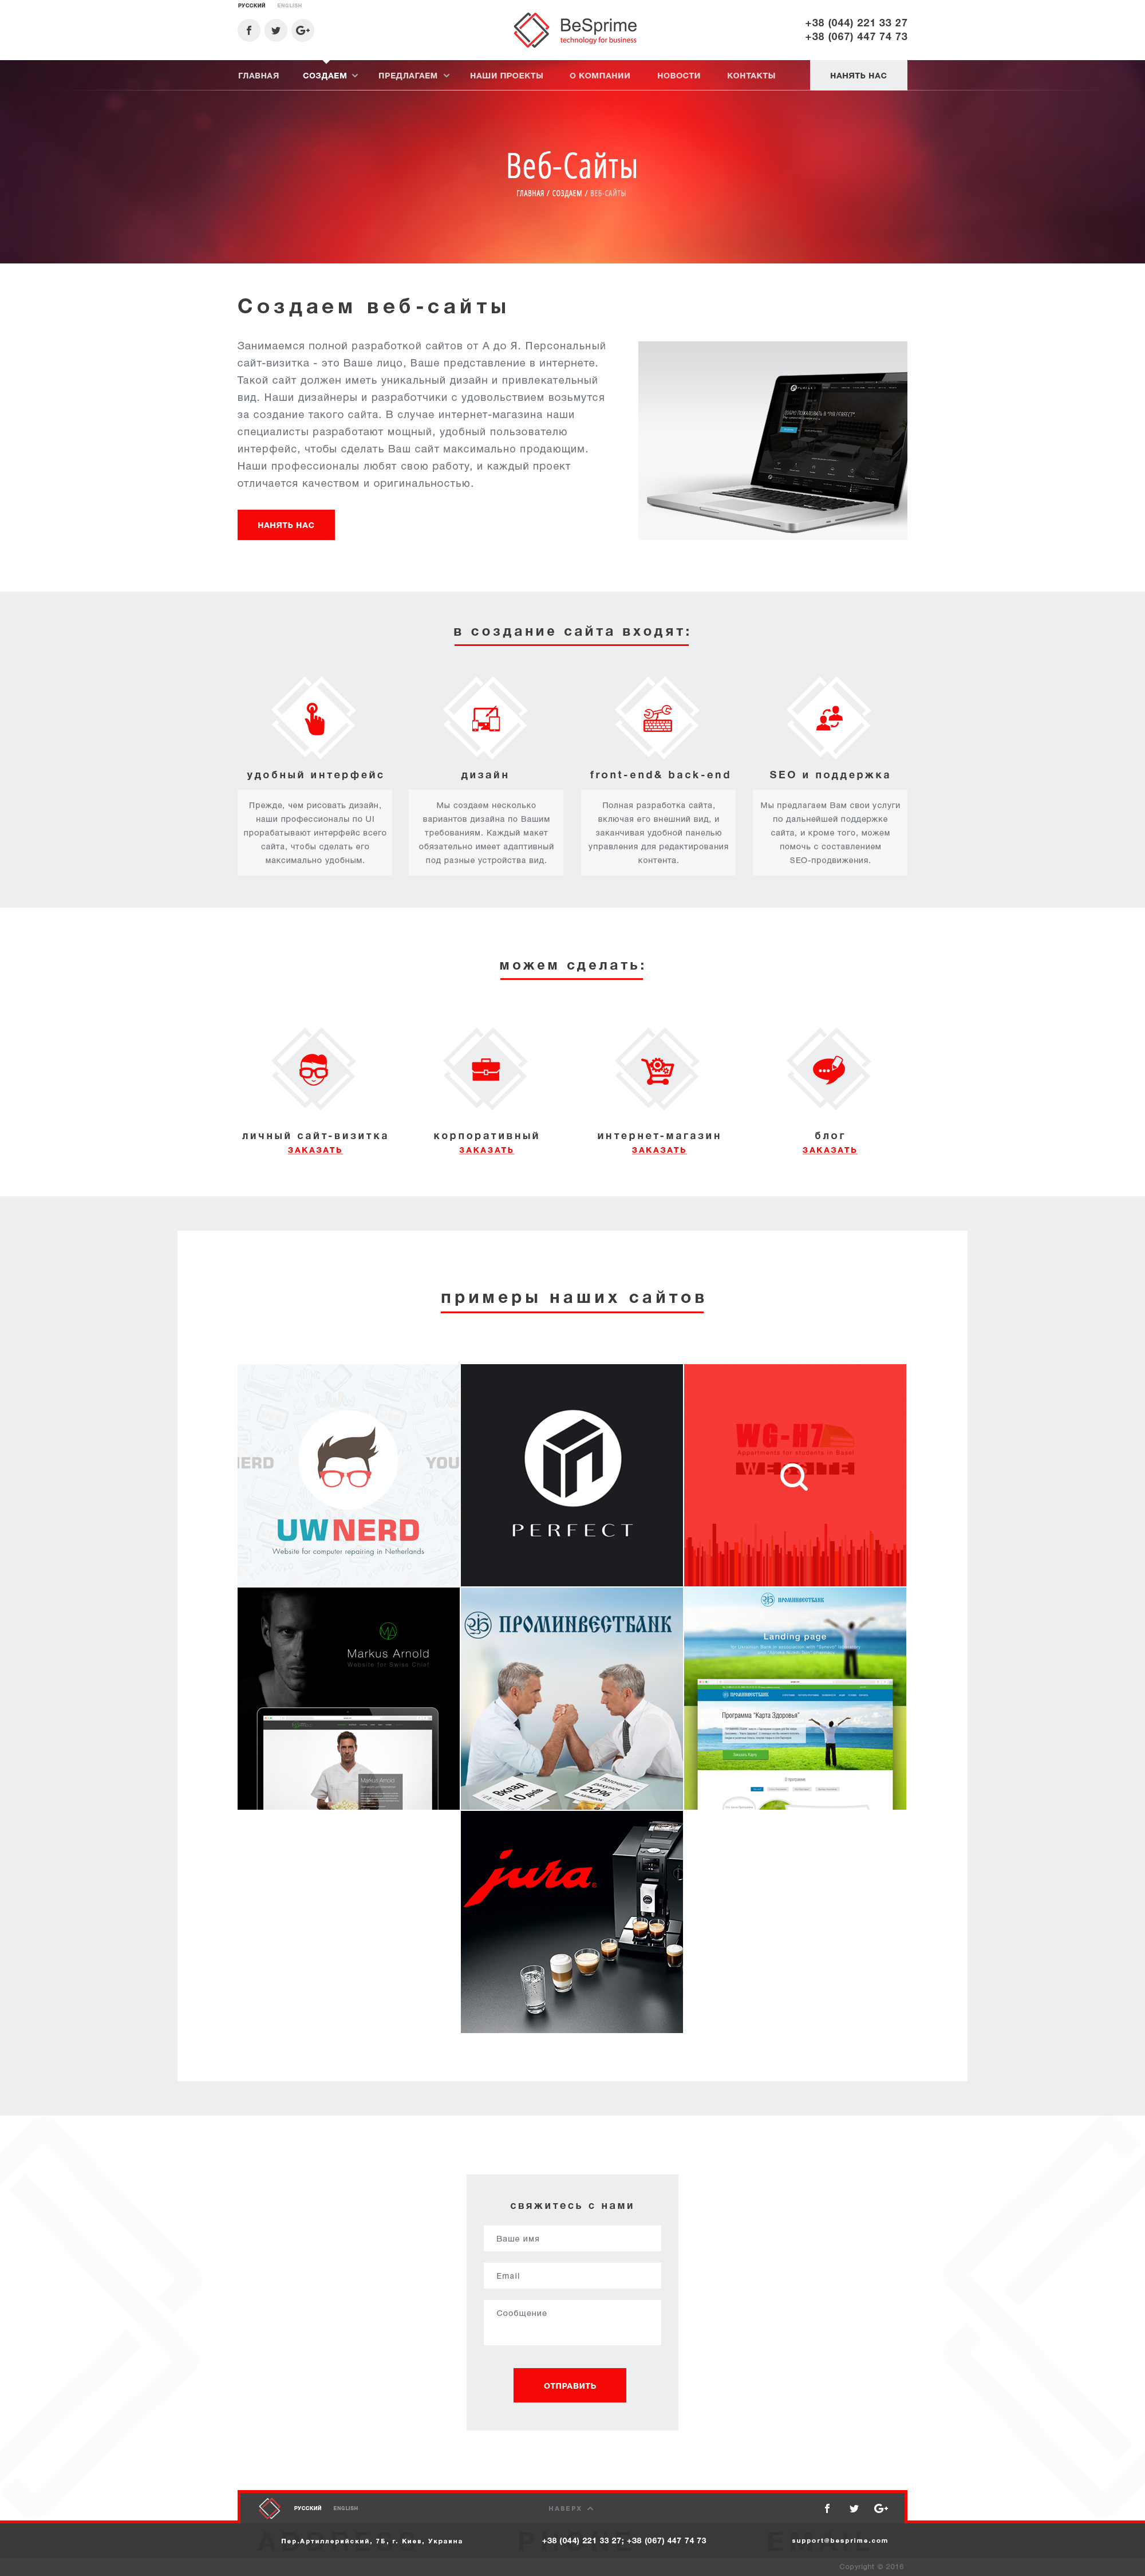 РУССКИЙ ENGLISH
BeSprime
technology for business
+38 (044) 221 33 27
+38 (067) 447 74 73
ГЛАВНАЯ СОЗДАЕМ ПРЕДЛАГАЕМ НАШИ ПРОЕКТЫ О КОМПАНИИ НОВОСТИ КОНТАКТЫ НАНЯТЬ НАС
Веб-Сайты
ГЛАВНАЯ / СОЗДАЕМ / ВЕБ-САЙТЫ
Создаем веб-сайты
Занимаемся полной разработкой сайтов от А до Я. Персональный
сайт-визитка - это Ваше лицо, Ваше представление в интернете.
Такой сайт должен иметь уникальный дизайн и привлекательный
вид. Наши дизайнеры и разработчики с удовольствием возьмутся
за создание такого сайта. В случае интернет-магазина наши
специалисты разработают мощный, удобный пользователю
интерфейс, чтобы сделать Ваш сайт максимально продающим.
Наши профессионалы любят свою работу, и каждый проект
отличается качеством и оригинальностью.
НАНЯТЬ НАС
в создание сайта входят:
удобный интерфейс
Прежде, чем рисовать дизайн,
наши профессионалы по UI
прорабатывают интерфейс всего
сайта, чтобы сделать его
максимально удобным.
дизайн
Мы создаем несколько
вариантов дизайна по Вашим
требованиям. Каждый макет
обязательно имеет адаптивный
под разные устройства вид.
front-end& back-end
Полная разработка сайта,
включая его внешний вид, и
заканчивая удобной панелью
управления для редактирования
контента.
SEO и поддержка
Мы предлагаем Вам свои услуги
по дальнейшей поддержке
сайта, и кроме того, можем
помочь с составлением
SEO-продвижения.
можем сделать:
личный сайт-визитка
ЗАКАЗАТЬ
корпоративный
ЗАКАЗАТЬ
интернет-магазин
ЗАКАЗАТЬ
блог
ЗАКАЗАТЬ
примеры наших сайтов
NERD YOU
UWNERD
Website for computer repairing in Netherlands
PERFECT
WG-H7
Appartments for students in Basel
WEBSITE
Markus Arnold
Website for Swiss Chief
Markus Arnold
ПРОМИНВЕСТБАНК
Вклад
10 днів
20%
ПРОМИНВЕСТБАНК
Landing page
ПРОМИНВЕСТБАНК
Программа "Карта Здоровья"
О программе
jura
свяжитесь с нами
Ваше имя
Email
Сообщение
ОТПРАВИТЬ
РУССКИЙ ENGLISH
НАВЕРХ
Пер.Артиллерийский, 7Б, г. Киев, Украина
+38 (044) 221 33 27; +38 (067) 447 74 73
support@besprime.com
Copyright © 2016